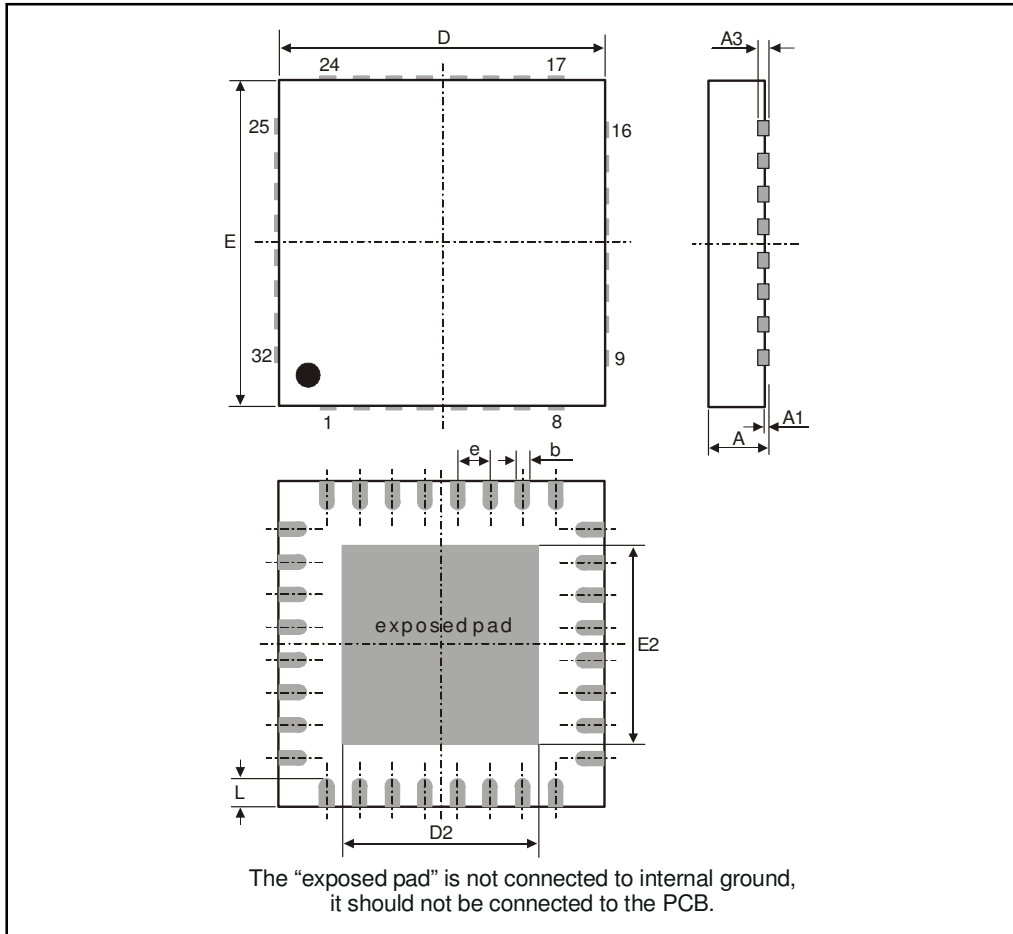 D
A3
24 17
25 16
E
32 9
1 8
A1
A
e b
exposed pad
E2
L
D2
The “exposed pad” is not connected to internal ground,
it should not be connected to the PCB.